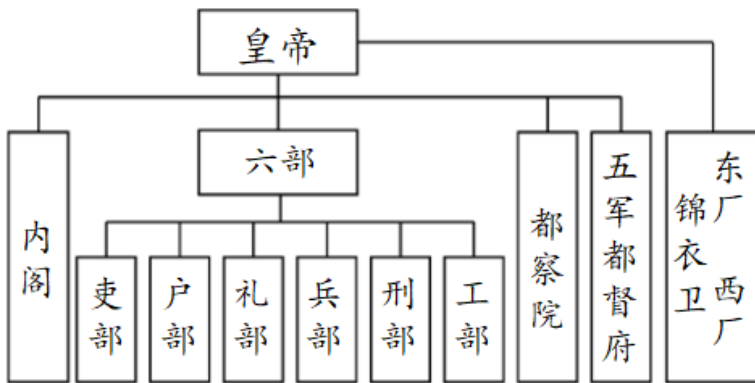 皇帝
内阁
六部
吏部
户部
礼部
兵部
刑部
工部
都察院
五军都督府
锦衣卫
东厂 西厂